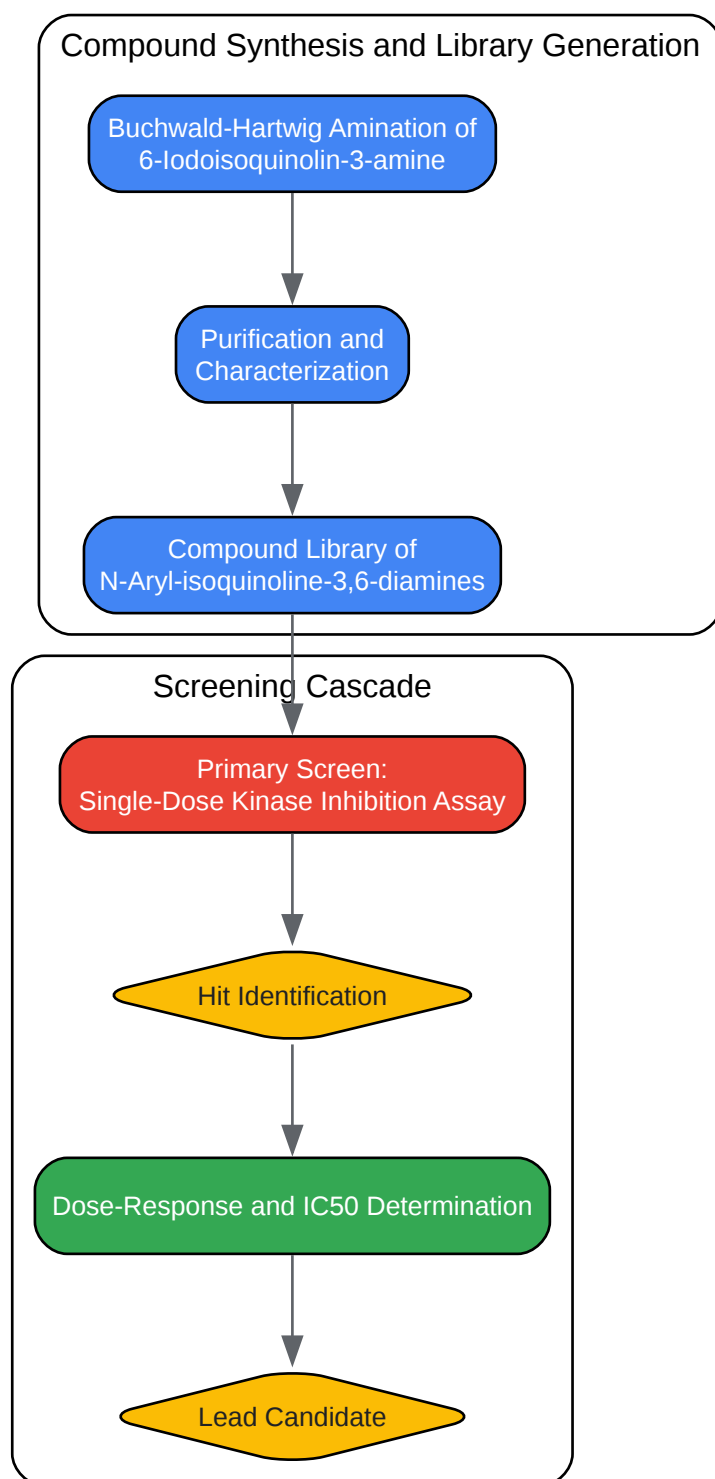 Compound Synthesis and Library Generation
Buchwald-Hartwig Amination of
6-Iodoisoquinolin-3-amine
Purification and
Characterization
Compound Library of
N-Aryl-isoquinoline-3,6-diamines
Screening Cascade
Primary Screen:
Single-Dose Kinase Inhibition Assay
Hit Identification
Dose-Response and IC50 Determination
Lead Candidate